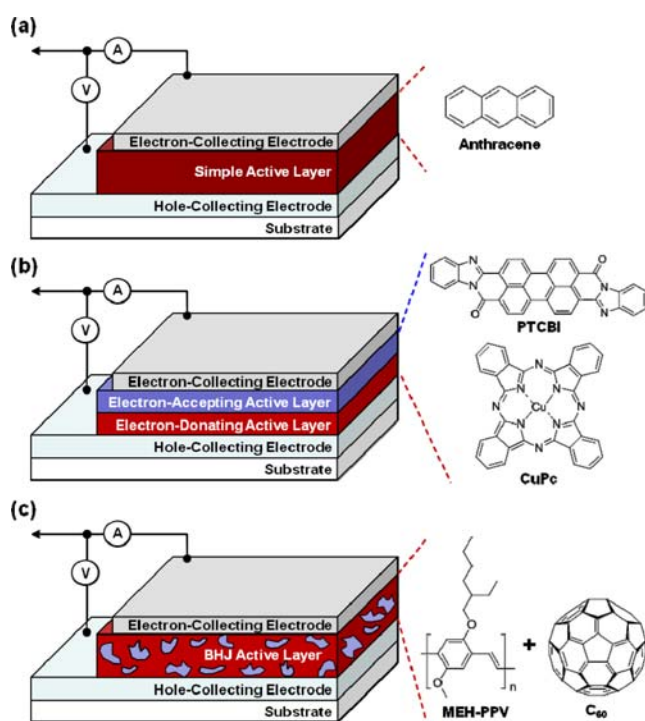 (a)
A
V
Electron-Collecting Electrode
Simple Active Layer
Hole-Collecting Electrode
Substrate
Anthracene
(b)
A
V
Electron-Collecting Electrode
Electron-Accepting Active Layer
Electron-Donating Active Layer
Hole-Collecting Electrode
Substrate
N
O
N
N
O
N
PTCBI
N
N
N
N
Cu
N
N
N
N
CuPc
(c)
A
V
Electron-Collecting Electrode
BHJ Active Layer
Hole-Collecting Electrode
Substrate
O
O
n
MEH-PPV
+
C60